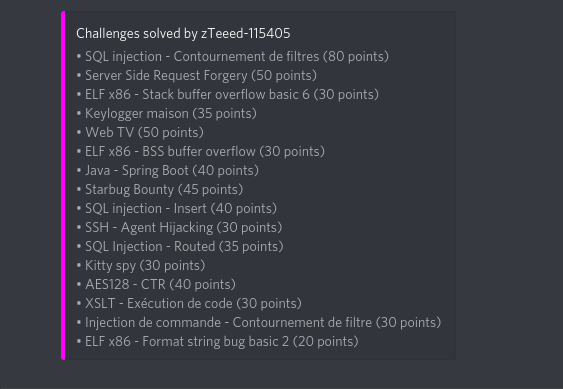 Challenges solved by zTeeed-115405
• SQL injection - Contournement de filtres (80 points)
• Server Side Request Forgery (50 points)
• ELF x86 - Stack buffer overflow basic 6 (30 points)
• Keylogger maison (35 points)
• Web TV (50 points)
• ELF x86 - BSS buffer overflow (30 points)
• Java - Spring Boot (40 points)
• Starbug Bounty (45 points)
• SQL injection - Insert (40 points)
• SSH - Agent Hijacking (30 points)
• SQL Injection - Routed (35 points)
• Kitty spy (30 points)
• AES128 - CTR (40 points)
• XSLT - Exécution de code (30 points)
• Injection de commande - Contournement de filtre (30 points)
• ELF x86 - Format string bug basic 2 (20 points)